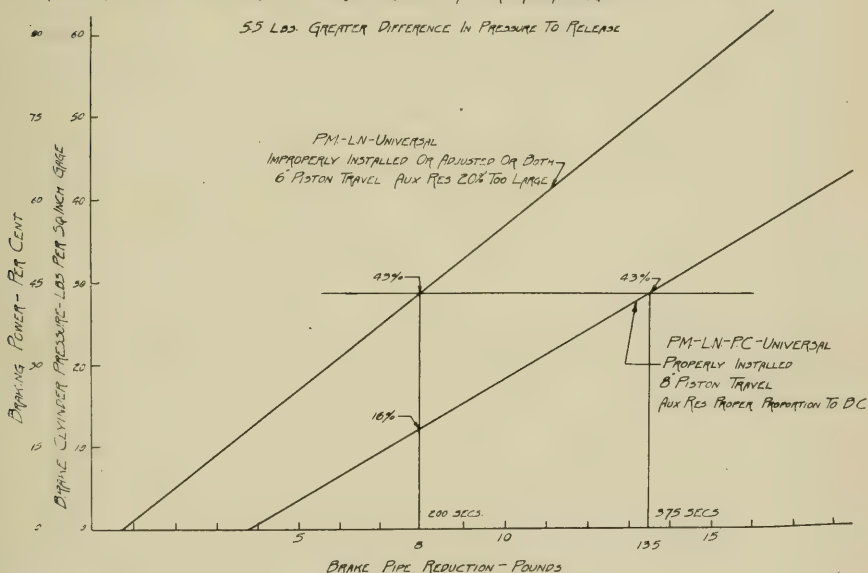 5.5 LBS. GREATER DIFFERENCE IN PRESSURE TO RELEASE
90 60
75 50
60 40
45 30
30 20
15 10
0 0
BRAKING POWER - PER CENT
BRAKE CLYINDER PRESSURE - LBS PER SQ INCH GAGE
PM-LN-UNIVERSAL
IMPROPERLY INSTALLED OR ADJUSTED OR BOTH
6" PISTON TRAVEL AUX RES 20% TOO LARGE
43%
43%
PM-LN-PC-UNIVERSAL
PROPERLY INSTALLED
8" PISTON TRAVEL
AUX RES PROPER PROPORTION TO BC
16%
200 SECS.
375 SECS
5 8 10 13.5 15
BRAKE PIPE REDUCTION - POUNDS